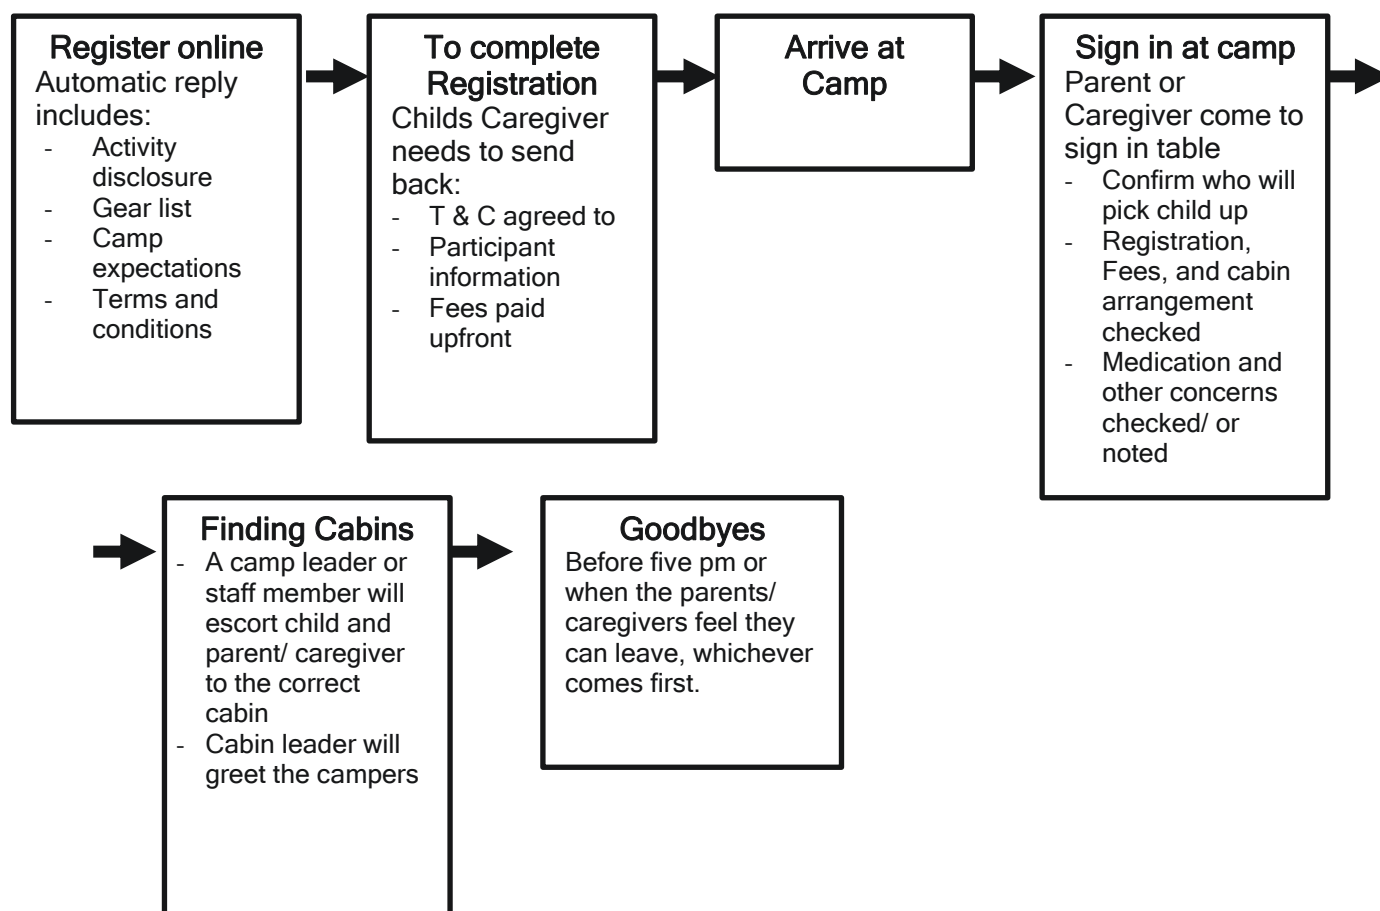 Register online
Automatic reply
includes:
- Activity
disclosure
- Gear list
- Camp
expectations
- Terms and
conditions
To complete
Registration
Childs Caregiver
needs to send
back:
- T & C agreed to
- Participant
information
- Fees paid
upfront
Arrive at
Camp
Sign in at camp
Parent or
Caregiver come to
sign in table
- Confirm who will
pick child up
- Registration,
Fees, and cabin
arrangement
checked
- Medication and
other concerns
checked/ or
noted
Finding Cabins
- A camp leader or
staff member will
escort child and
parent/ caregiver
to the correct
cabin
- Cabin leader will
greet the campers
Goodbyes
Before five pm or
when the parents/
caregivers feel they
can leave, whichever
comes first.